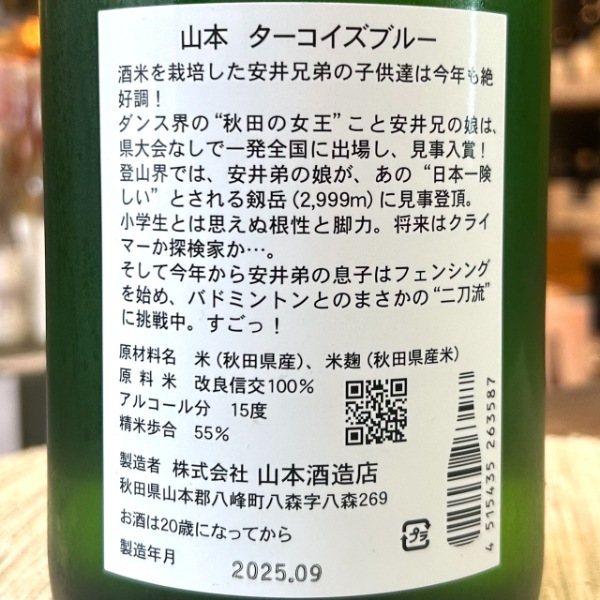 山本 ターコイズブルー
酒米を栽培した安井兄弟の子供達は今年も絶
好調！
ダンス界の“秋田の女王”こと安井兄の娘は、
県大会なしで一発全国に出場し、見事入賞！
登山界では、安井弟の娘が、あの“日本一険
しい”とされる剱岳(2,999m)に見事登頂。
小学生とは思えぬ根性と脚力。将来はクライ
マーか探検家か…。
そして今年から安井弟の息子はフェンシング
を始め、バドミントンとのまさかの“二刀流”
に挑戦中。すごっ！
原材料名 米(秋田県産)、米麹(秋田県産米)
原料米 改良信交100%
アルコール分 15度
精米歩合 55%
製造者 株式会社 山本酒造店
秋田県山本郡八峰町八森字八森269
お酒は20歳になってから
製造年月 2025.09
プラ
4 515435 263587